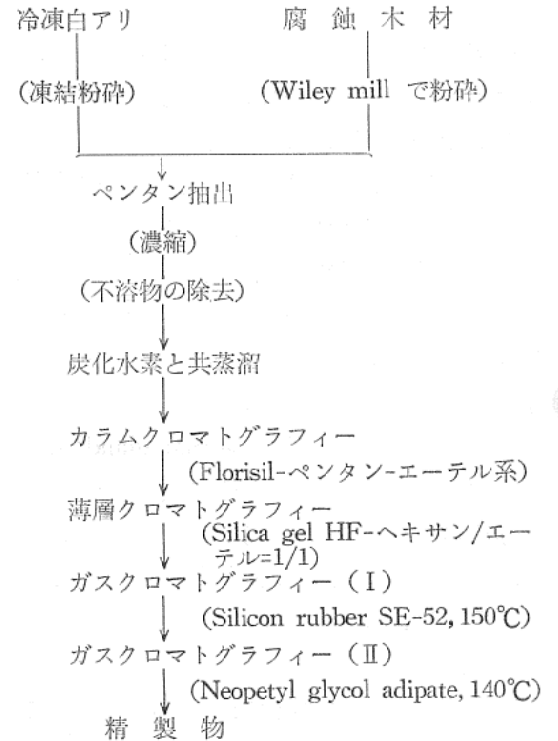 冷凍白アリ
腐蝕木材
(凍結粉砕)
(Wiley mill で粉砕)
ペンタン抽出
(濃縮)
(不溶物の除去)
炭化水素と共蒸溜
カラムクロマトグラフィー
(Florisil-ペンタン-エーテル系)
薄層クロマトグラフィー
(Silica gel HF-ヘキサン/エー
テル=1/1)
ガスクロマトグラフィー(Ⅰ)
(Silicon rubber SE-52, 150℃)
ガスクロマトグラフィー(Ⅱ)
(Neopetyl glycol adipate, 140℃)
精製物